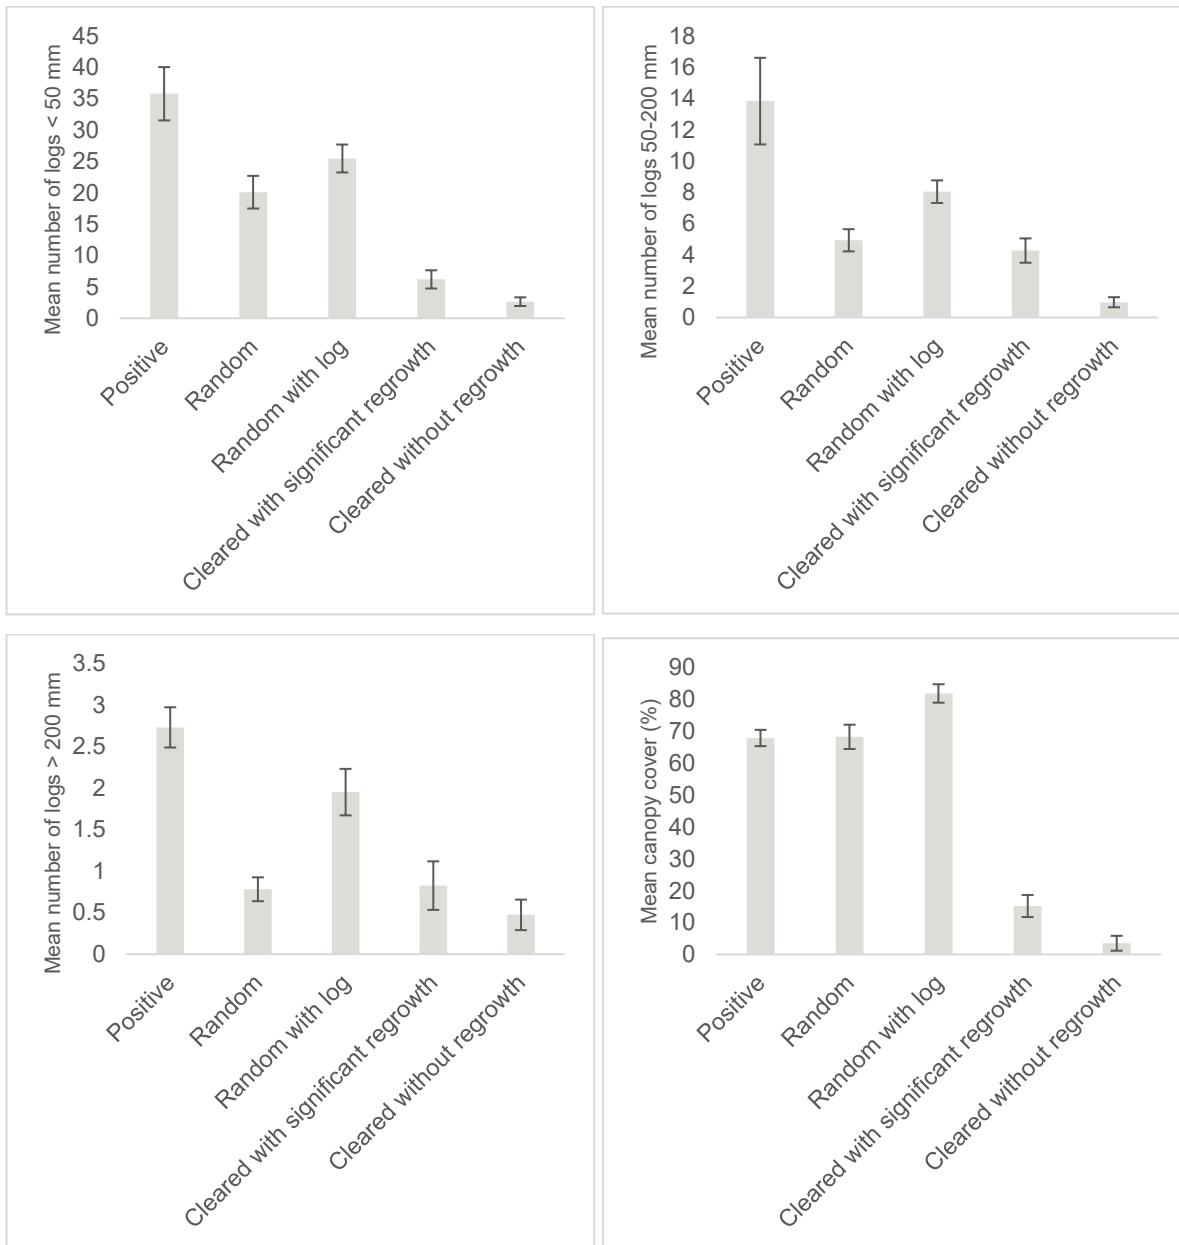 Mean number of logs < 50 mm
45
40
35
30
25
20
15
10
5
0
Positive
Random
Random with log
Cleared with significant regrowth
Cleared without regrowth
Mean number of logs 50-200 mm
18
16
14
12
10
8
6
4
2
0
Positive
Random
Random with log
Cleared with significant regrowth
Cleared without regrowth
Mean number of logs > 200 mm
3.5
3
2.5
2
1.5
1
0.5
0
Positive
Random
Random with log
Cleared with significant regrowth
Cleared without regrowth
Mean canopy cover (%)
90
80
70
60
50
40
30
20
10
0
Positive
Random
Random with log
Cleared with significant regrowth
Cleared without regrowth